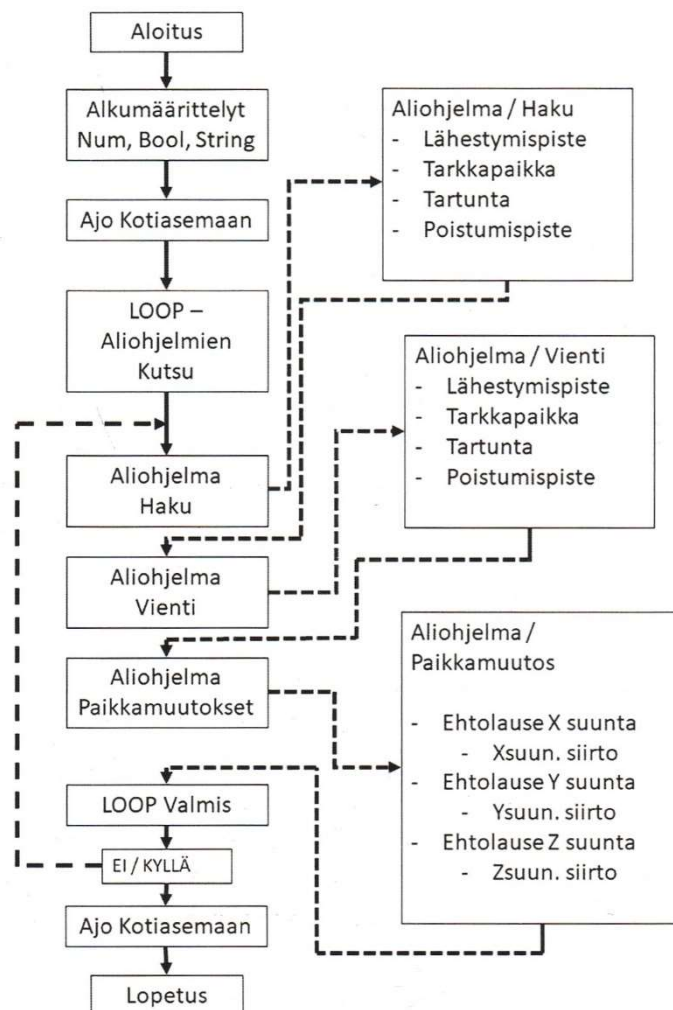 Aloitus
Alkumäärittelyt
Num, Bool, String
Ajo Kotiasemaan
LOOP –
Aliohjelmien
Kutsu
Aliohjelma
Haku
Aliohjelma
Vienti
Aliohjelma
Paikkamuutokset
LOOP Valmis
EI / KYLLÄ
Ajo Kotiasemaan
Lopetus
Aliohjelma / Haku
- Lähestymispiste
- Tarkkapaikka
- Tartunta
- Poistumispiste
Aliohjelma / Vienti
- Lähestymispiste
- Tarkkapaikka
- Tartunta
- Poistumispiste
Aliohjelma /
Paikkamuutos
- Ehtolause X suunta
- Xsuun. siirto
- Ehtolause Y suunta
- Ysuun. siirto
- Ehtolause Z suunta
- Zsuun. siirto